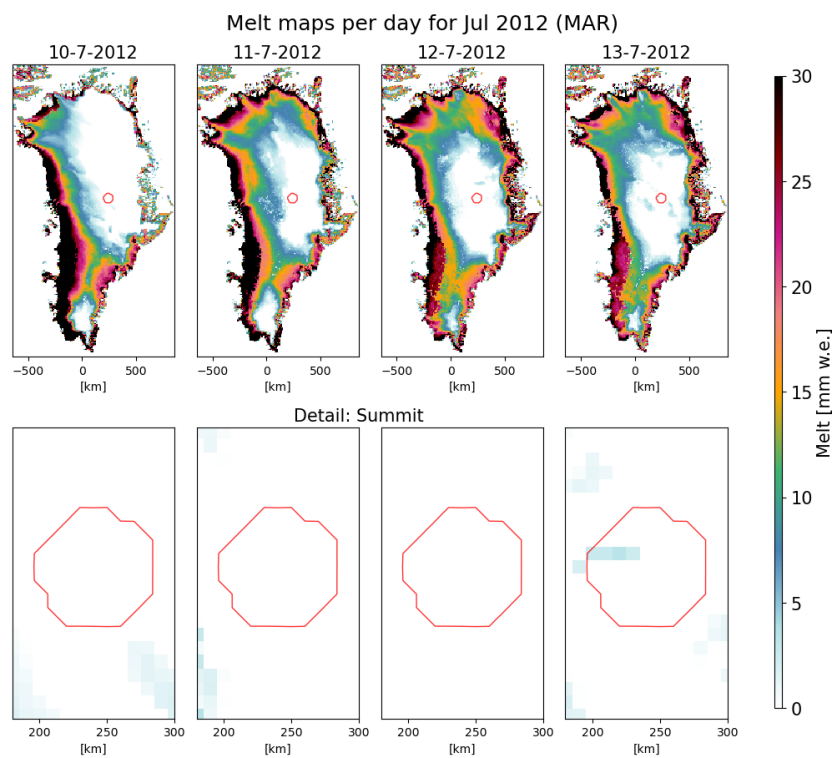 Melt maps per day for Jul 2012 (MAR)
10-7-2012 11-7-2012 12-7-2012 13-7-2012
−500 0 500 −500 0 500 −500 0 500 −500 0 500
[km] [km] [km] [km]
Detail: Summit
200 250 300 200 250 300 200 250 300 200 250 300
[km] [km] [km] [km]
30
25
20
15
10
5
0
Melt [mm w.e.]